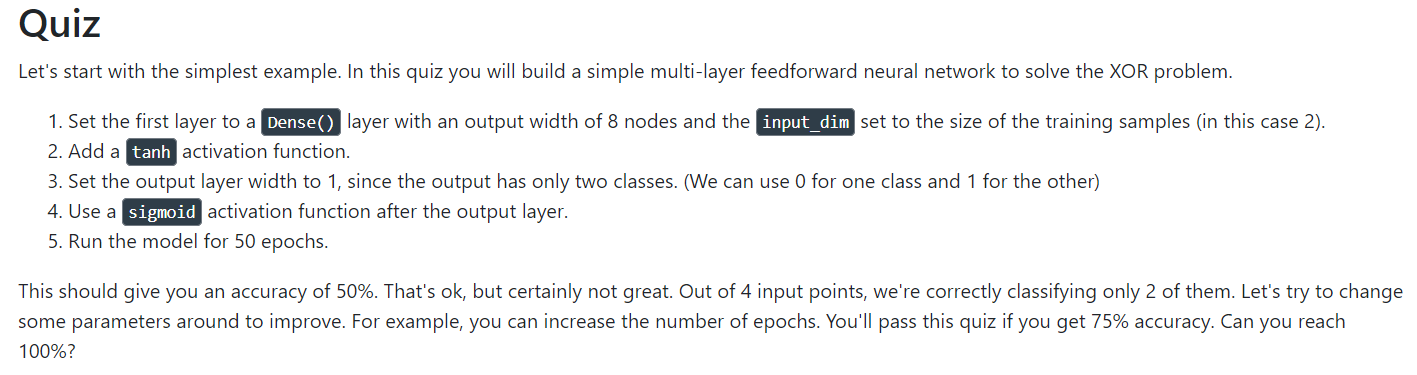 Quiz
Let's start with the simplest example. In this quiz you will build a simple multi-layer feedforward neural network to solve the XOR problem.
1. Set the first layer to a Dense() layer with an output width of 8 nodes and the input_dim set to the size of the training samples (in this case 2).
2. Add a tanh activation function.
3. Set the output layer width to 1, since the output has only two classes. (We can use 0 for one class and 1 for the other)
4. Use a sigmoid activation function after the output layer.
5. Run the model for 50 epochs.
This should give you an accuracy of 50%. That's ok, but certainly not great. Out of 4 input points, we're correctly classifying only 2 of them. Let's try to change
some parameters around to improve. For example, you can increase the number of epochs. You'll pass this quiz if you get 75% accuracy. Can you reach
100%?